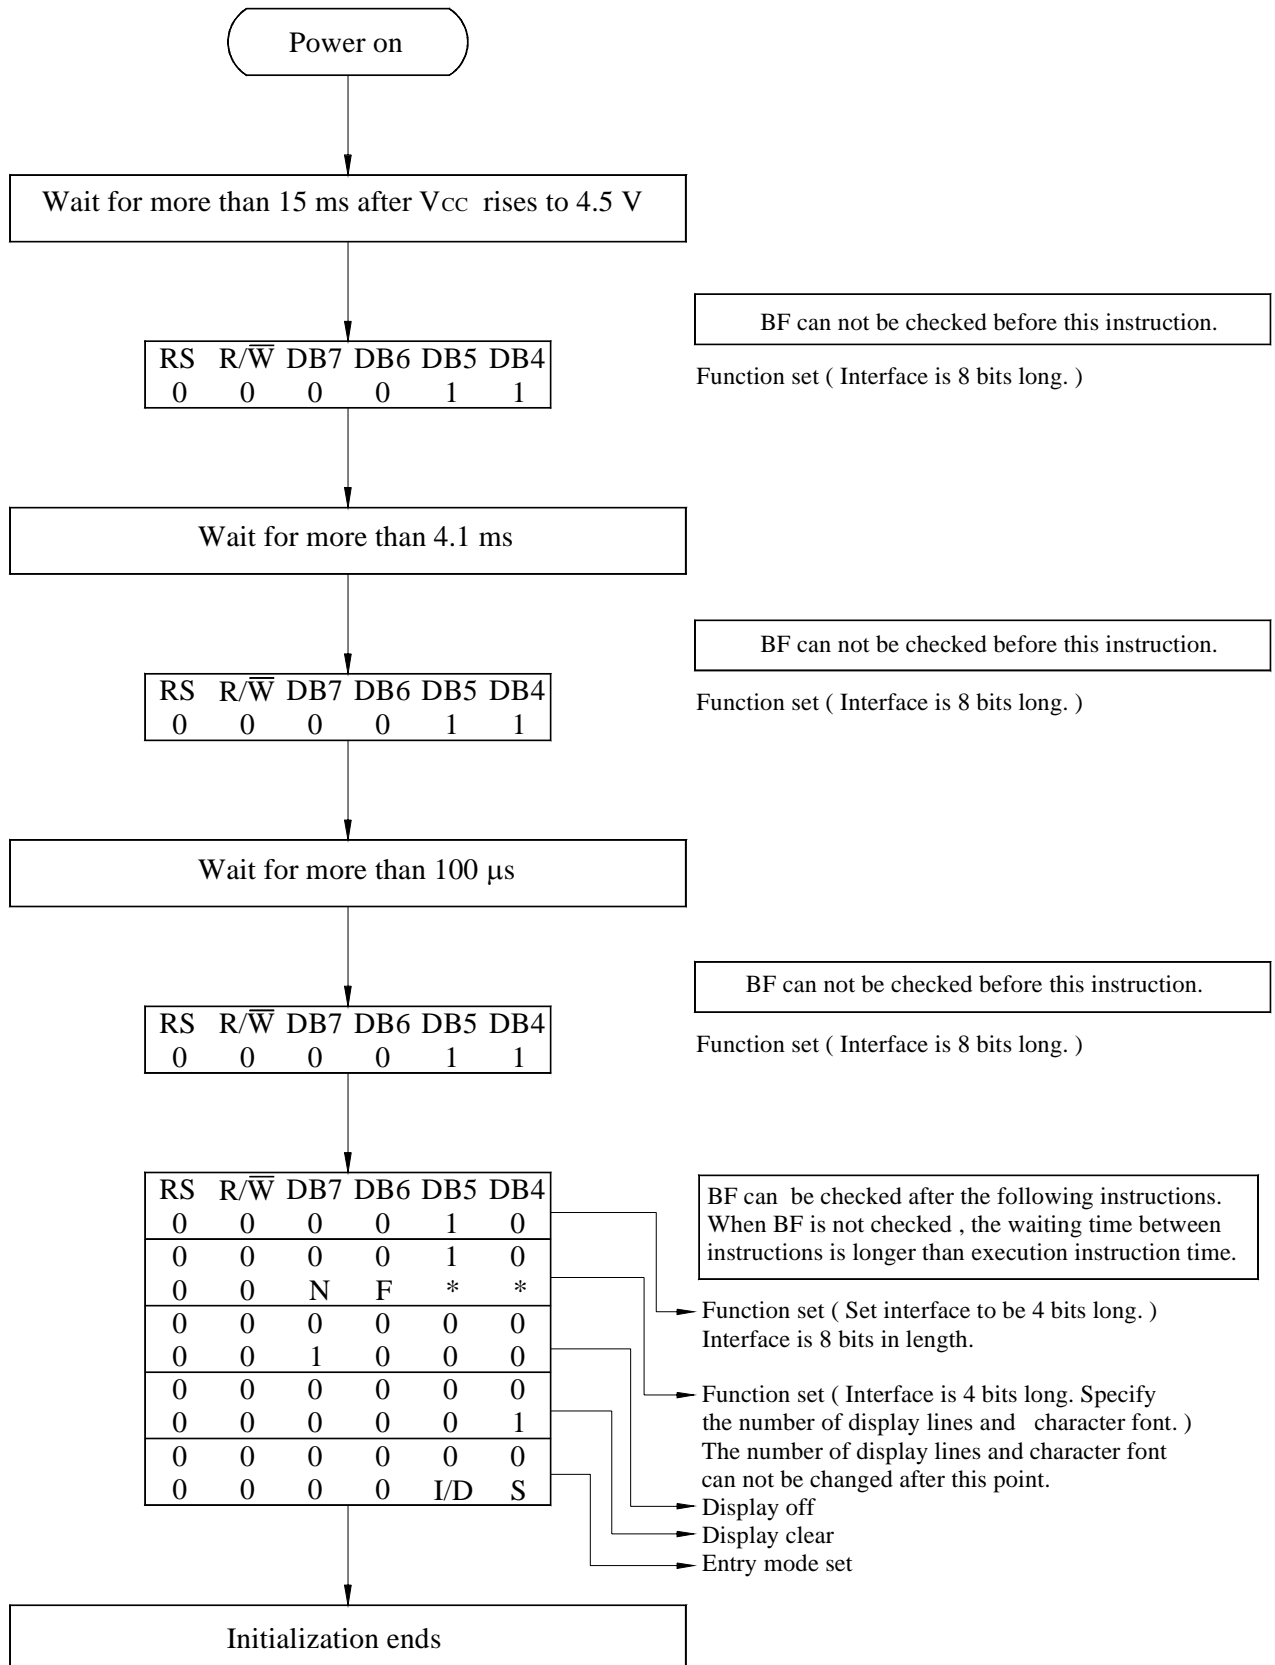 Power on
Wait for more than 15 ms after VCC rises to 4.5 V
BF can not be checked before this instruction.
RS R/W̅ DB7 DB6 DB5 DB4
0 0 0 0 1 1
Function set ( Interface is 8 bits long. )
Wait for more than 4.1 ms
BF can not be checked before this instruction.
RS R/W̅ DB7 DB6 DB5 DB4
0 0 0 0 1 1
Function set ( Interface is 8 bits long. )
Wait for more than 100 μs
BF can not be checked before this instruction.
RS R/W̅ DB7 DB6 DB5 DB4
0 0 0 0 1 1
Function set ( Interface is 8 bits long. )
RS R/W̅ DB7 DB6 DB5 DB4
0 0 0 0 1 0
0 0 0 0 1 0
0 0 N F * *
0 0 0 0 0 0
0 0 1 0 0 0
0 0 0 0 0 0
0 0 0 0 0 1
0 0 0 0 0 0
0 0 0 0 I/D S
BF can be checked after the following instructions.
When BF is not checked , the waiting time between
instructions is longer than execution instruction time.
Function set ( Set interface to be 4 bits long. )
Interface is 8 bits in length.
Function set ( Interface is 4 bits long. Specify
the number of display lines and character font. )
The number of display lines and character font
can not be changed after this point.
Display off
Display clear
Entry mode set
Initialization ends